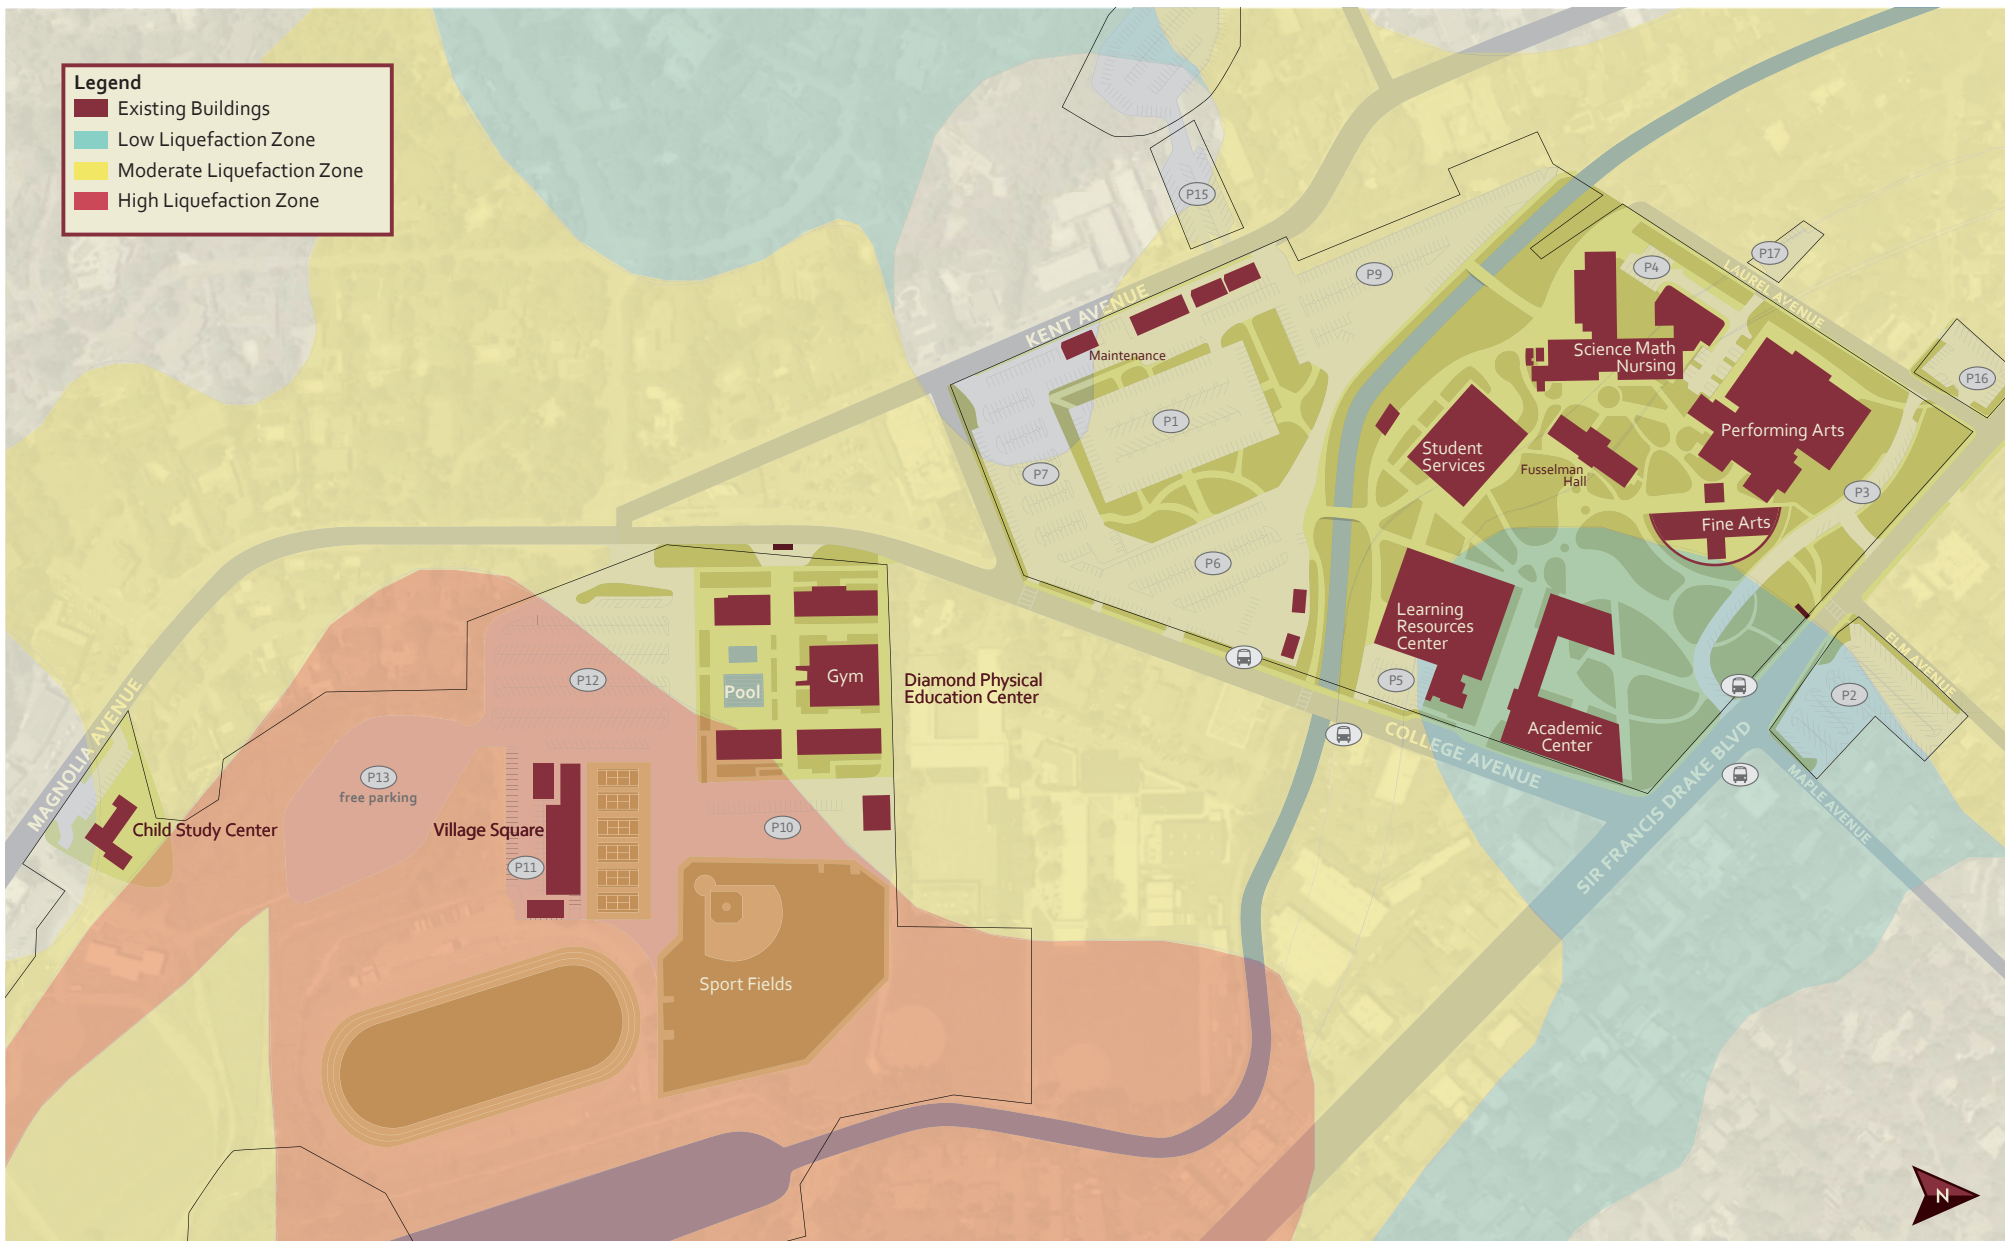 Legend
Existing Buildings
Low Liquefaction Zone
Moderate Liquefaction Zone
High Liquefaction Zone
P15
P17
P4
LAUREL AVENUE
P9
KENT AVENUE
Maintenance
Science Math
Nursing
P16
P1
Student
Services
Performing Arts
Fusselman
Hall
P7
P3
Fine Arts
P6
Learning
Resources
Center
ELM AVENUE
P5
P2
P12
Pool
Gym
Diamond Physical
Education Center
MAGNOLIA AVENUE
COLLEGE AVENUE
Academic
Center
SIR FRANCIS DRAKE BLVD
MAPLE AVENUE
P13
free parking
Child Study Center
Village Square
P10
P11
Sport Fields
N